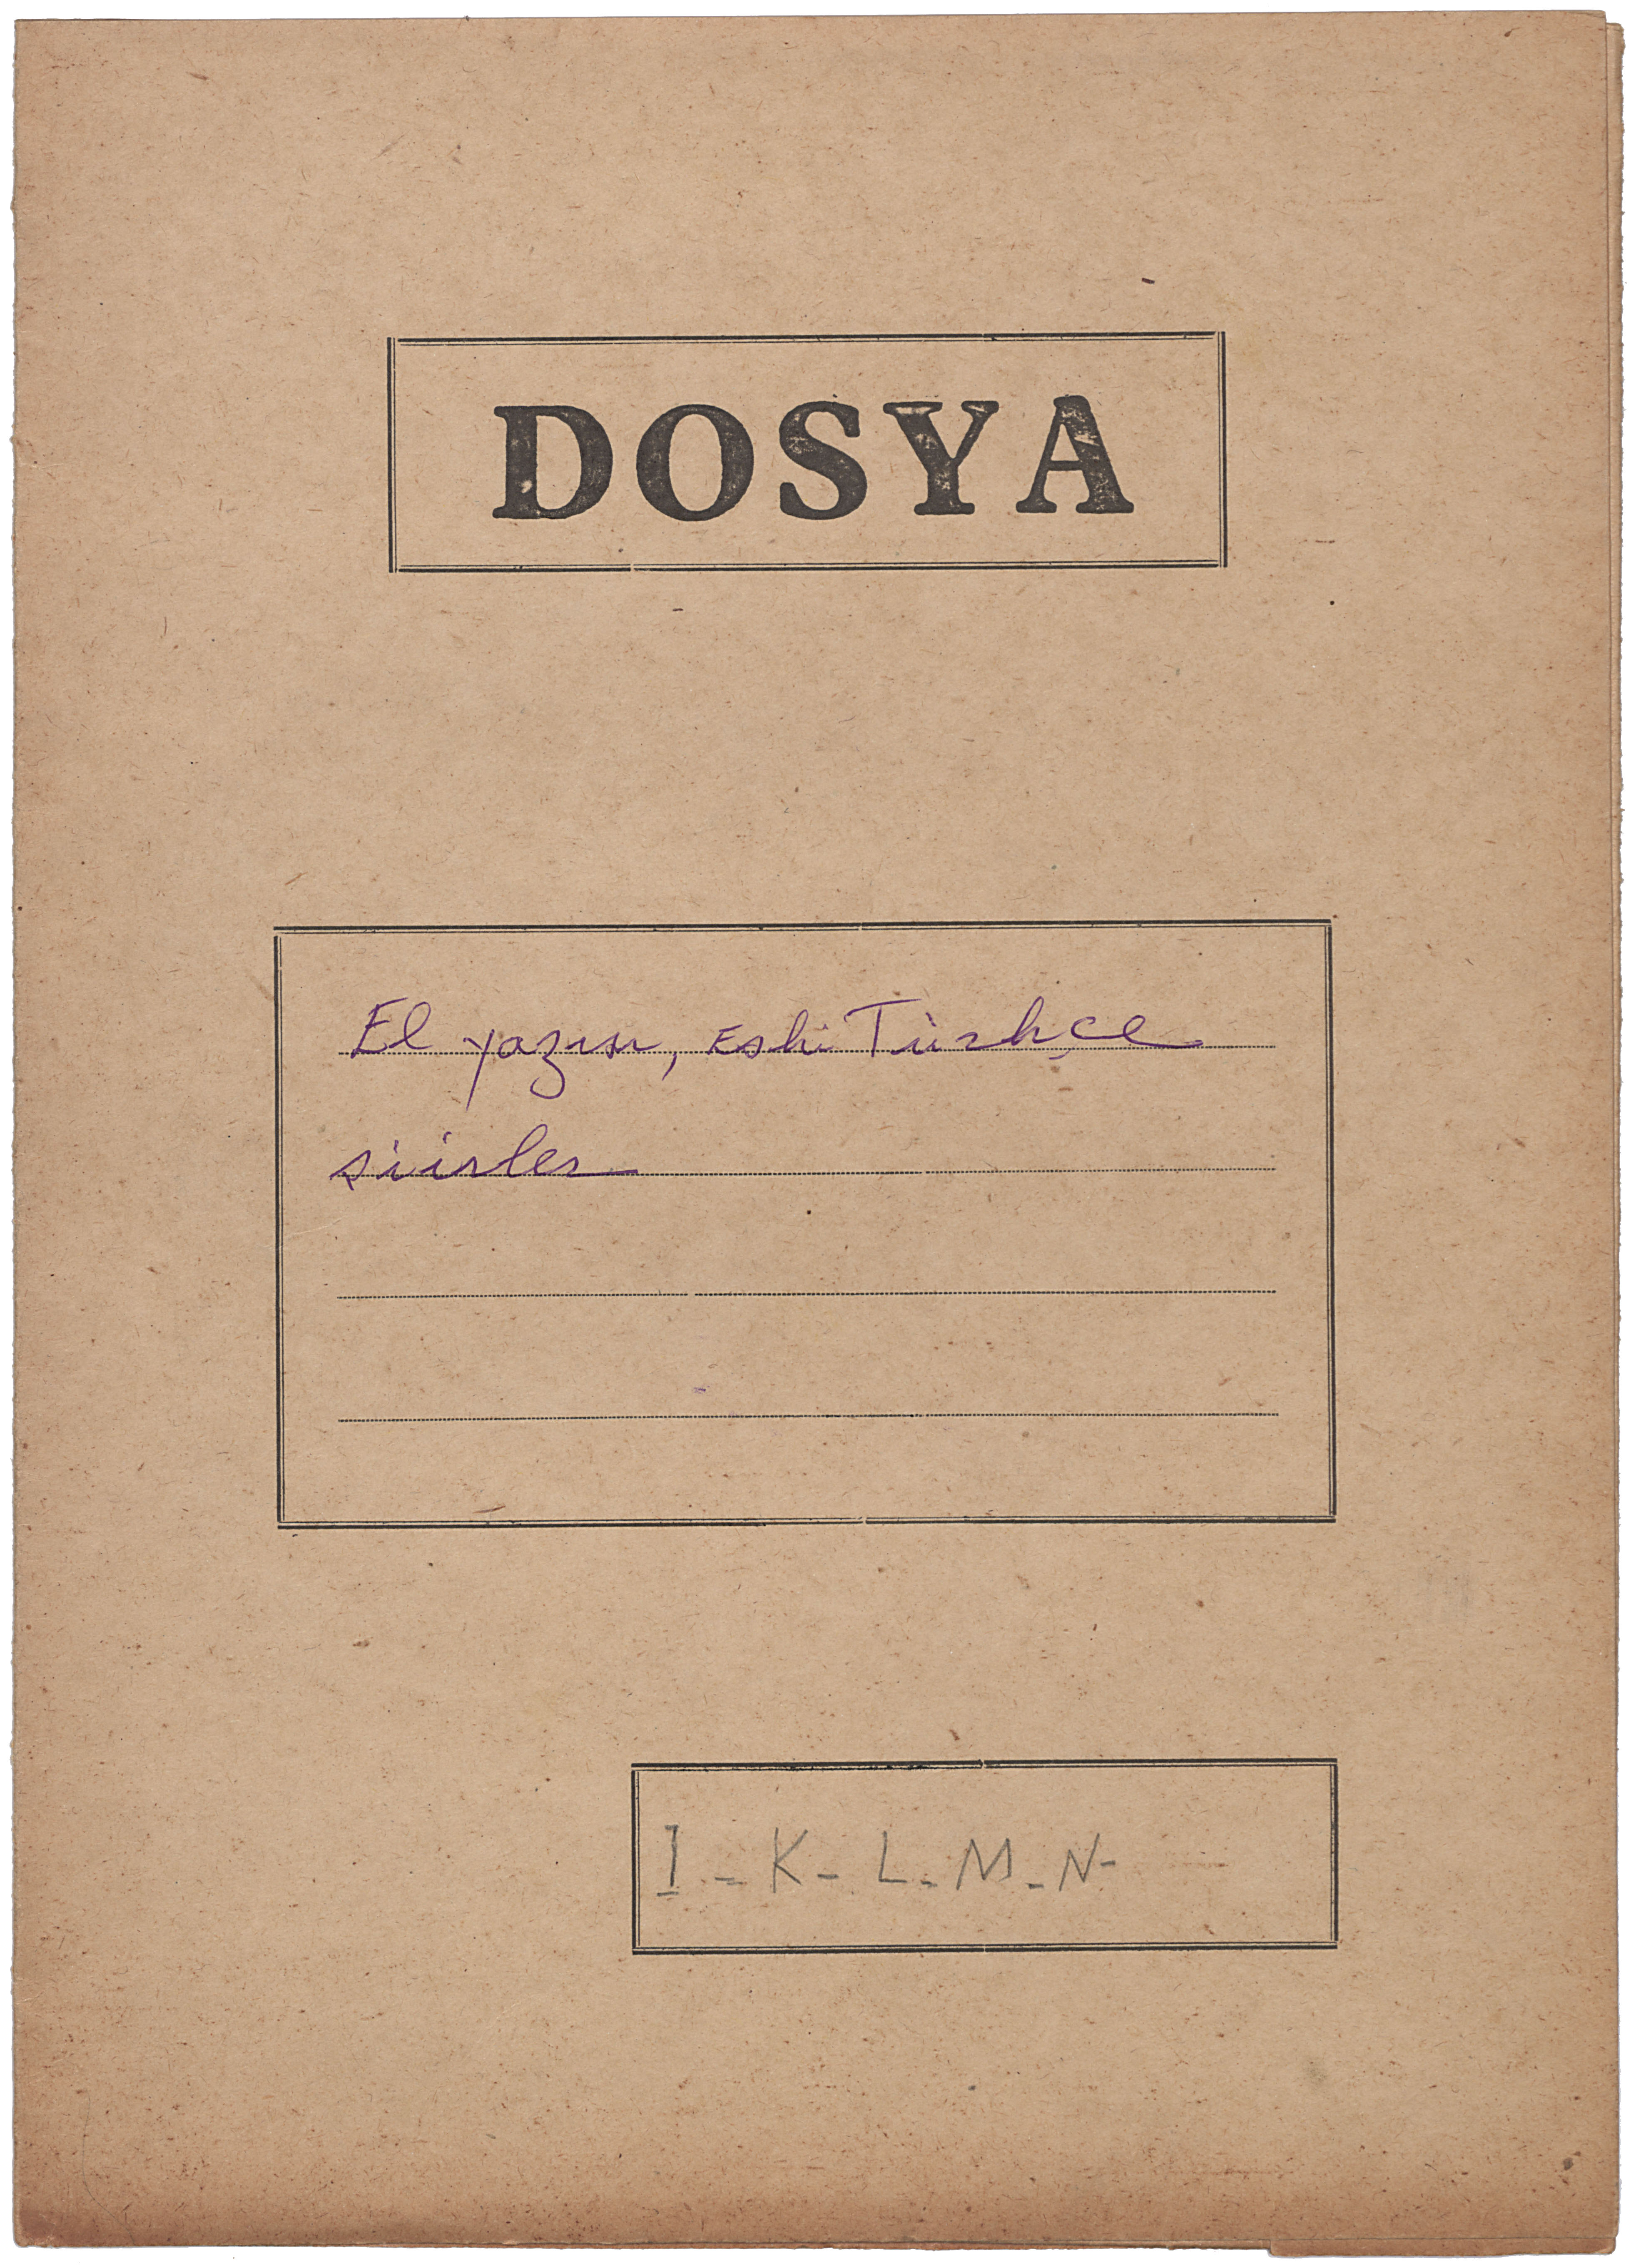 DOSYA
El yazısı, Eski Türkçe
şiirler
I - K - L - M - N -